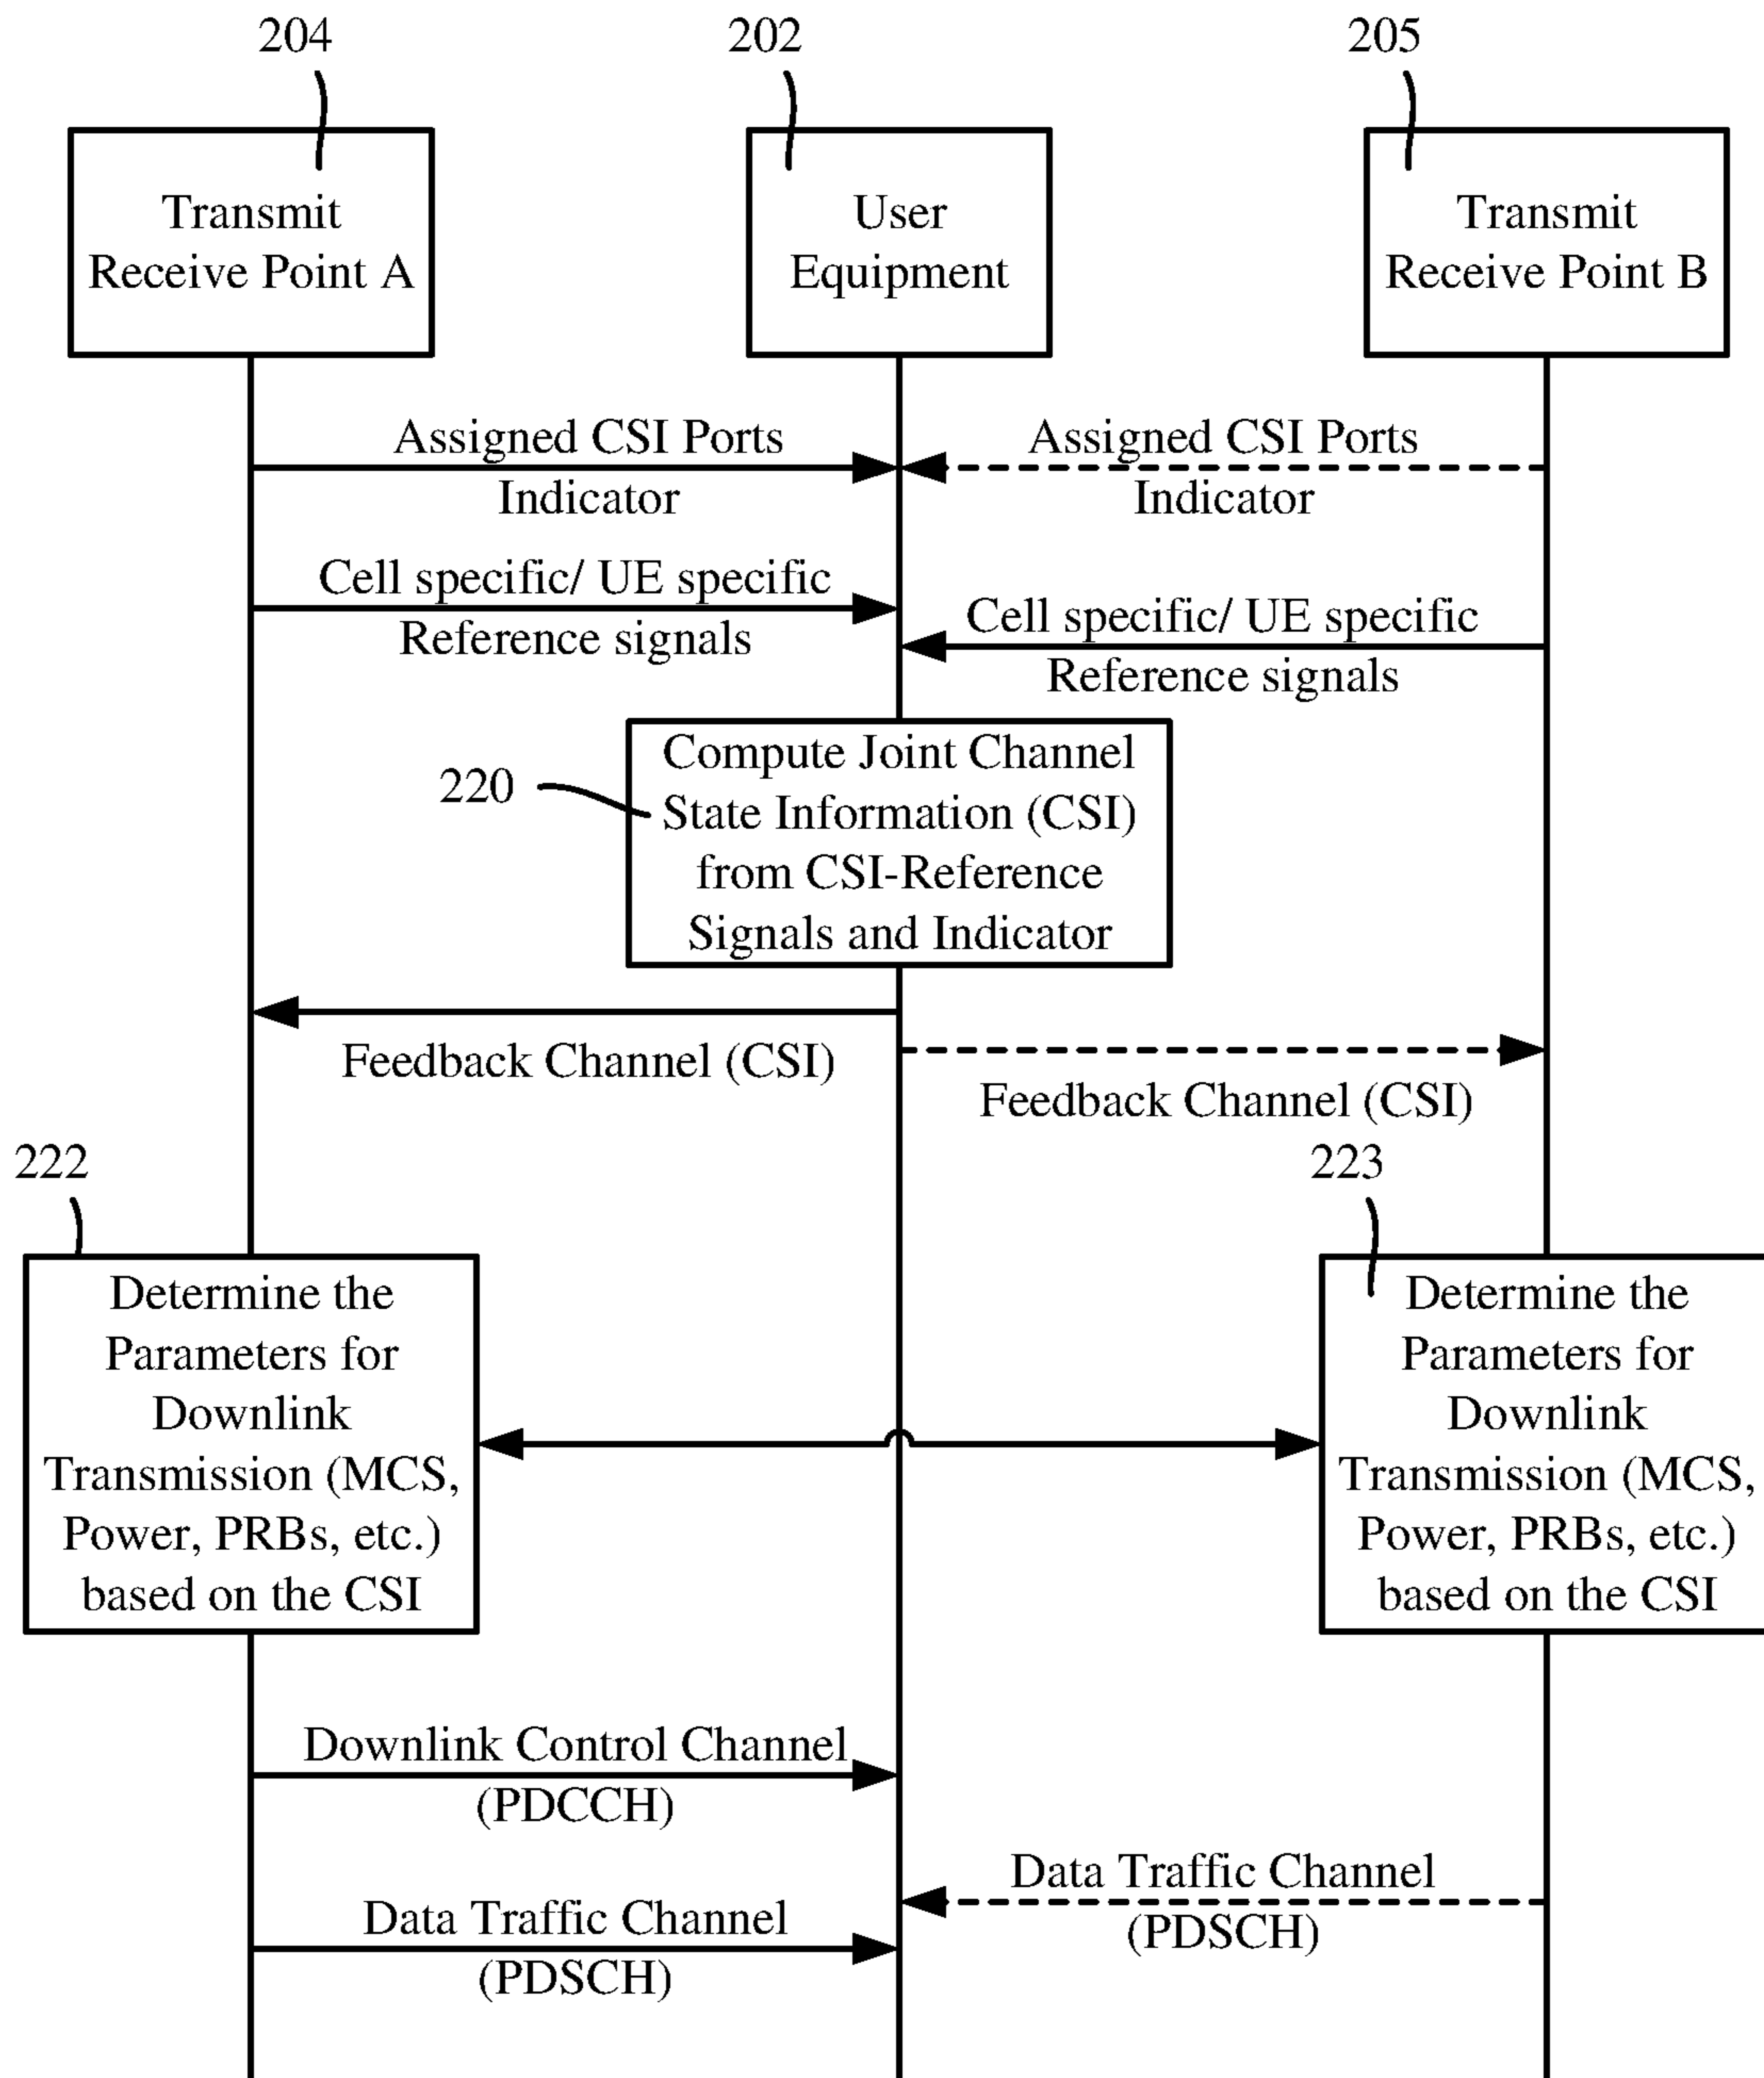 204
202
205
Transmit
Receive Point A
User
Equipment
Transmit
Receive Point B
Assigned CSI Ports
Indicator
Assigned CSI Ports
Indicator
Cell specific/ UE specific
Reference signals
Cell specific/ UE specific
Reference signals
220
Compute Joint Channel
State Information (CSI)
from CSI-Reference
Signals and Indicator
Feedback Channel (CSI)
Feedback Channel (CSI)
222
223
Determine the
Parameters for
Downlink
Transmission (MCS,
Power, PRBs, etc.)
based on the CSI
Determine the
Parameters for
Downlink
Transmission (MCS,
Power, PRBs, etc.)
based on the CSI
Downlink Control Channel
(PDCCH)
Data Traffic Channel
(PDSCH)
Data Traffic Channel
(PDSCH)